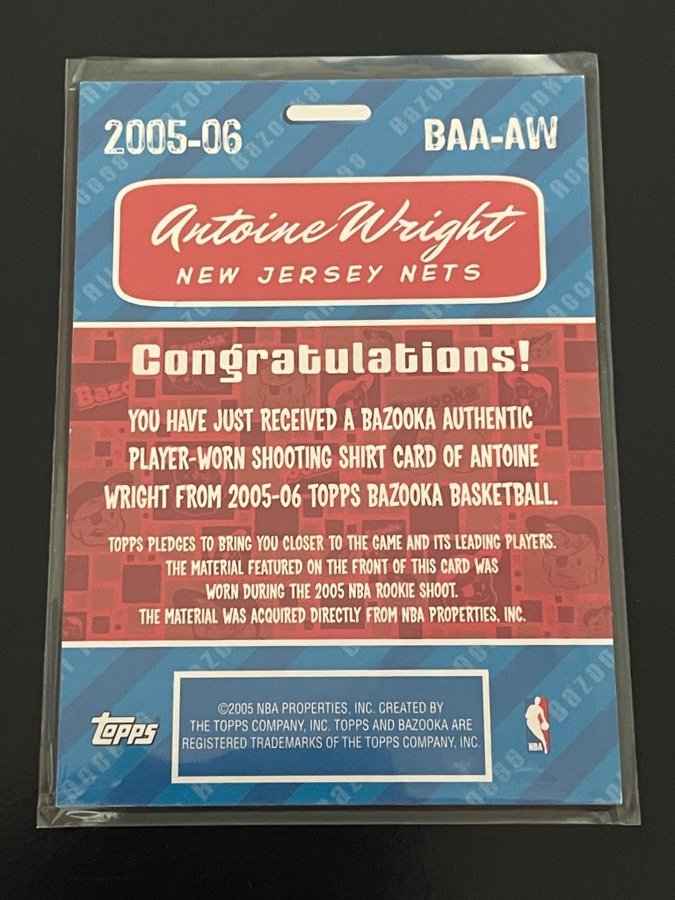 2005-06
BAA-AW
Antoine Wright
NEW JERSEY NETS
Congratulations!
YOU HAVE JUST RECEIVED A BAZOOKA AUTHENTIC
PLAYER-WORN SHOOTING SHIRT CARD OF ANTOINE
WRIGHT FROM 2005-06 TOPPS BAZOOKA BASKETBALL.
TOPPS PLEDGES TO BRING YOU CLOSER TO THE GAME AND ITS LEADING PLAYERS.
THE MATERIAL FEATURED ON THE FRONT OF THIS CARD WAS
WORN DURING THE 2005 NBA ROOKIE SHOOT.
THE MATERIAL WAS ACQUIRED DIRECTLY FROM NBA PROPERTIES, INC.
topps
©2005 NBA PROPERTIES, INC. CREATED BY
THE TOPPS COMPANY, INC. TOPPS AND BAZOOKA ARE
REGISTERED TRADEMARKS OF THE TOPPS COMPANY, INC.
NBA